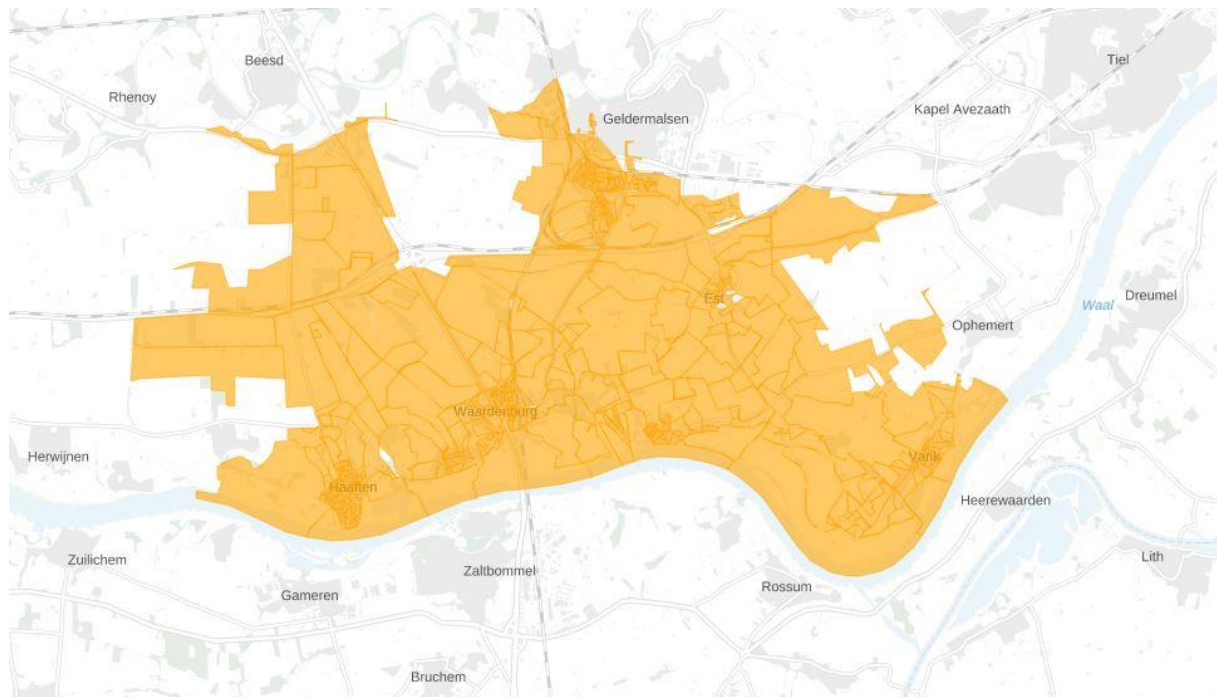 Beesd
Tiel
Rhenoy
Kapel Avezaath
Geldermalsen
Est
Dreumel
Waal
Ophemert
Waardenburg
Herwijnen
Varik
Haaften
Heerewaarden
Zuilichem
Zaltbommel
Lith
Rossum
Gameren
Bruchem